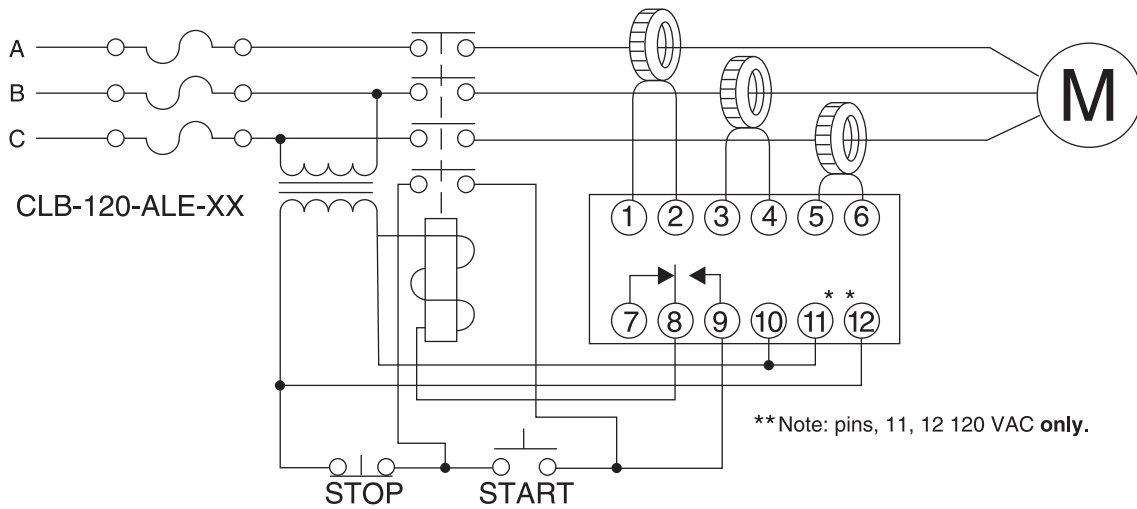 A
B
C
M
CLB-120-ALE-XX
1 2 3 4 5 6
* *
7 8 9 10 11 12
**Note: pins, 11, 12 120 VAC only.
STOP START